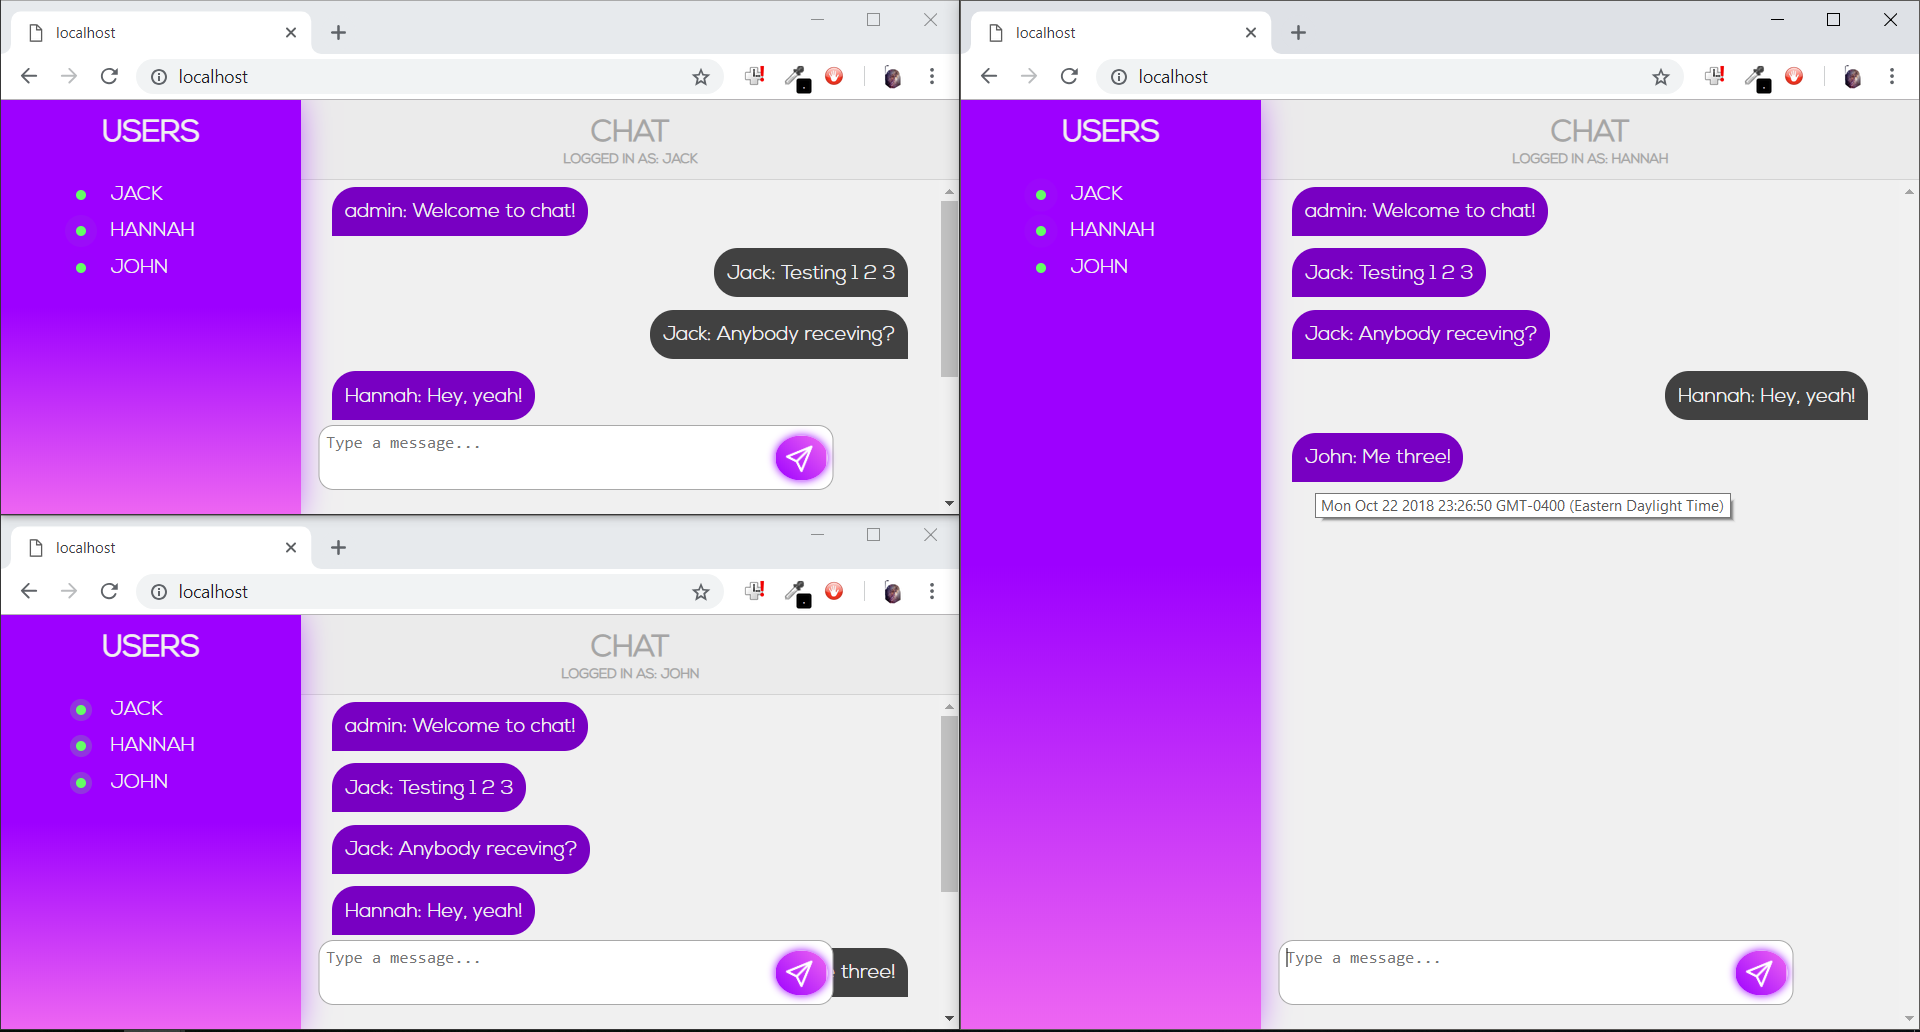 localhost
localhost
USERS
JACK
HANNAH
JOHN
CHAT
LOGGED IN AS: JACK
admin: Welcome to chat!
Jack: Testing 1 2 3
Jack: Anybody receving?
Hannah: Hey, yeah!
Type a message...
localhost
localhost
USERS
JACK
HANNAH
JOHN
CHAT
LOGGED IN AS: JOHN
admin: Welcome to chat!
Jack: Testing 1 2 3
Jack: Anybody receving?
Hannah: Hey, yeah!
three!
Type a message...
localhost
localhost
USERS
JACK
HANNAH
JOHN
CHAT
LOGGED IN AS: HANNAH
admin: Welcome to chat!
Jack: Testing 1 2 3
Jack: Anybody receving?
Hannah: Hey, yeah!
John: Me three!
Mon Oct 22 2018 23:26:50 GMT-0400 (Eastern Daylight Time)
Type a message...